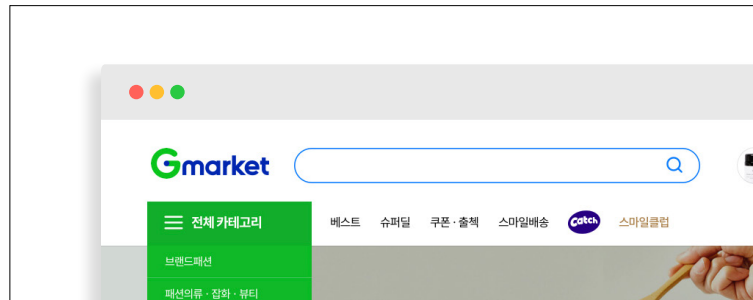 Gmarket
전체 카테고리
베스트 슈퍼딜 쿠폰 · 출첵 스마일배송 Catch 스마일클럽
브랜드패션
패션의류 · 잡화 · 뷰티